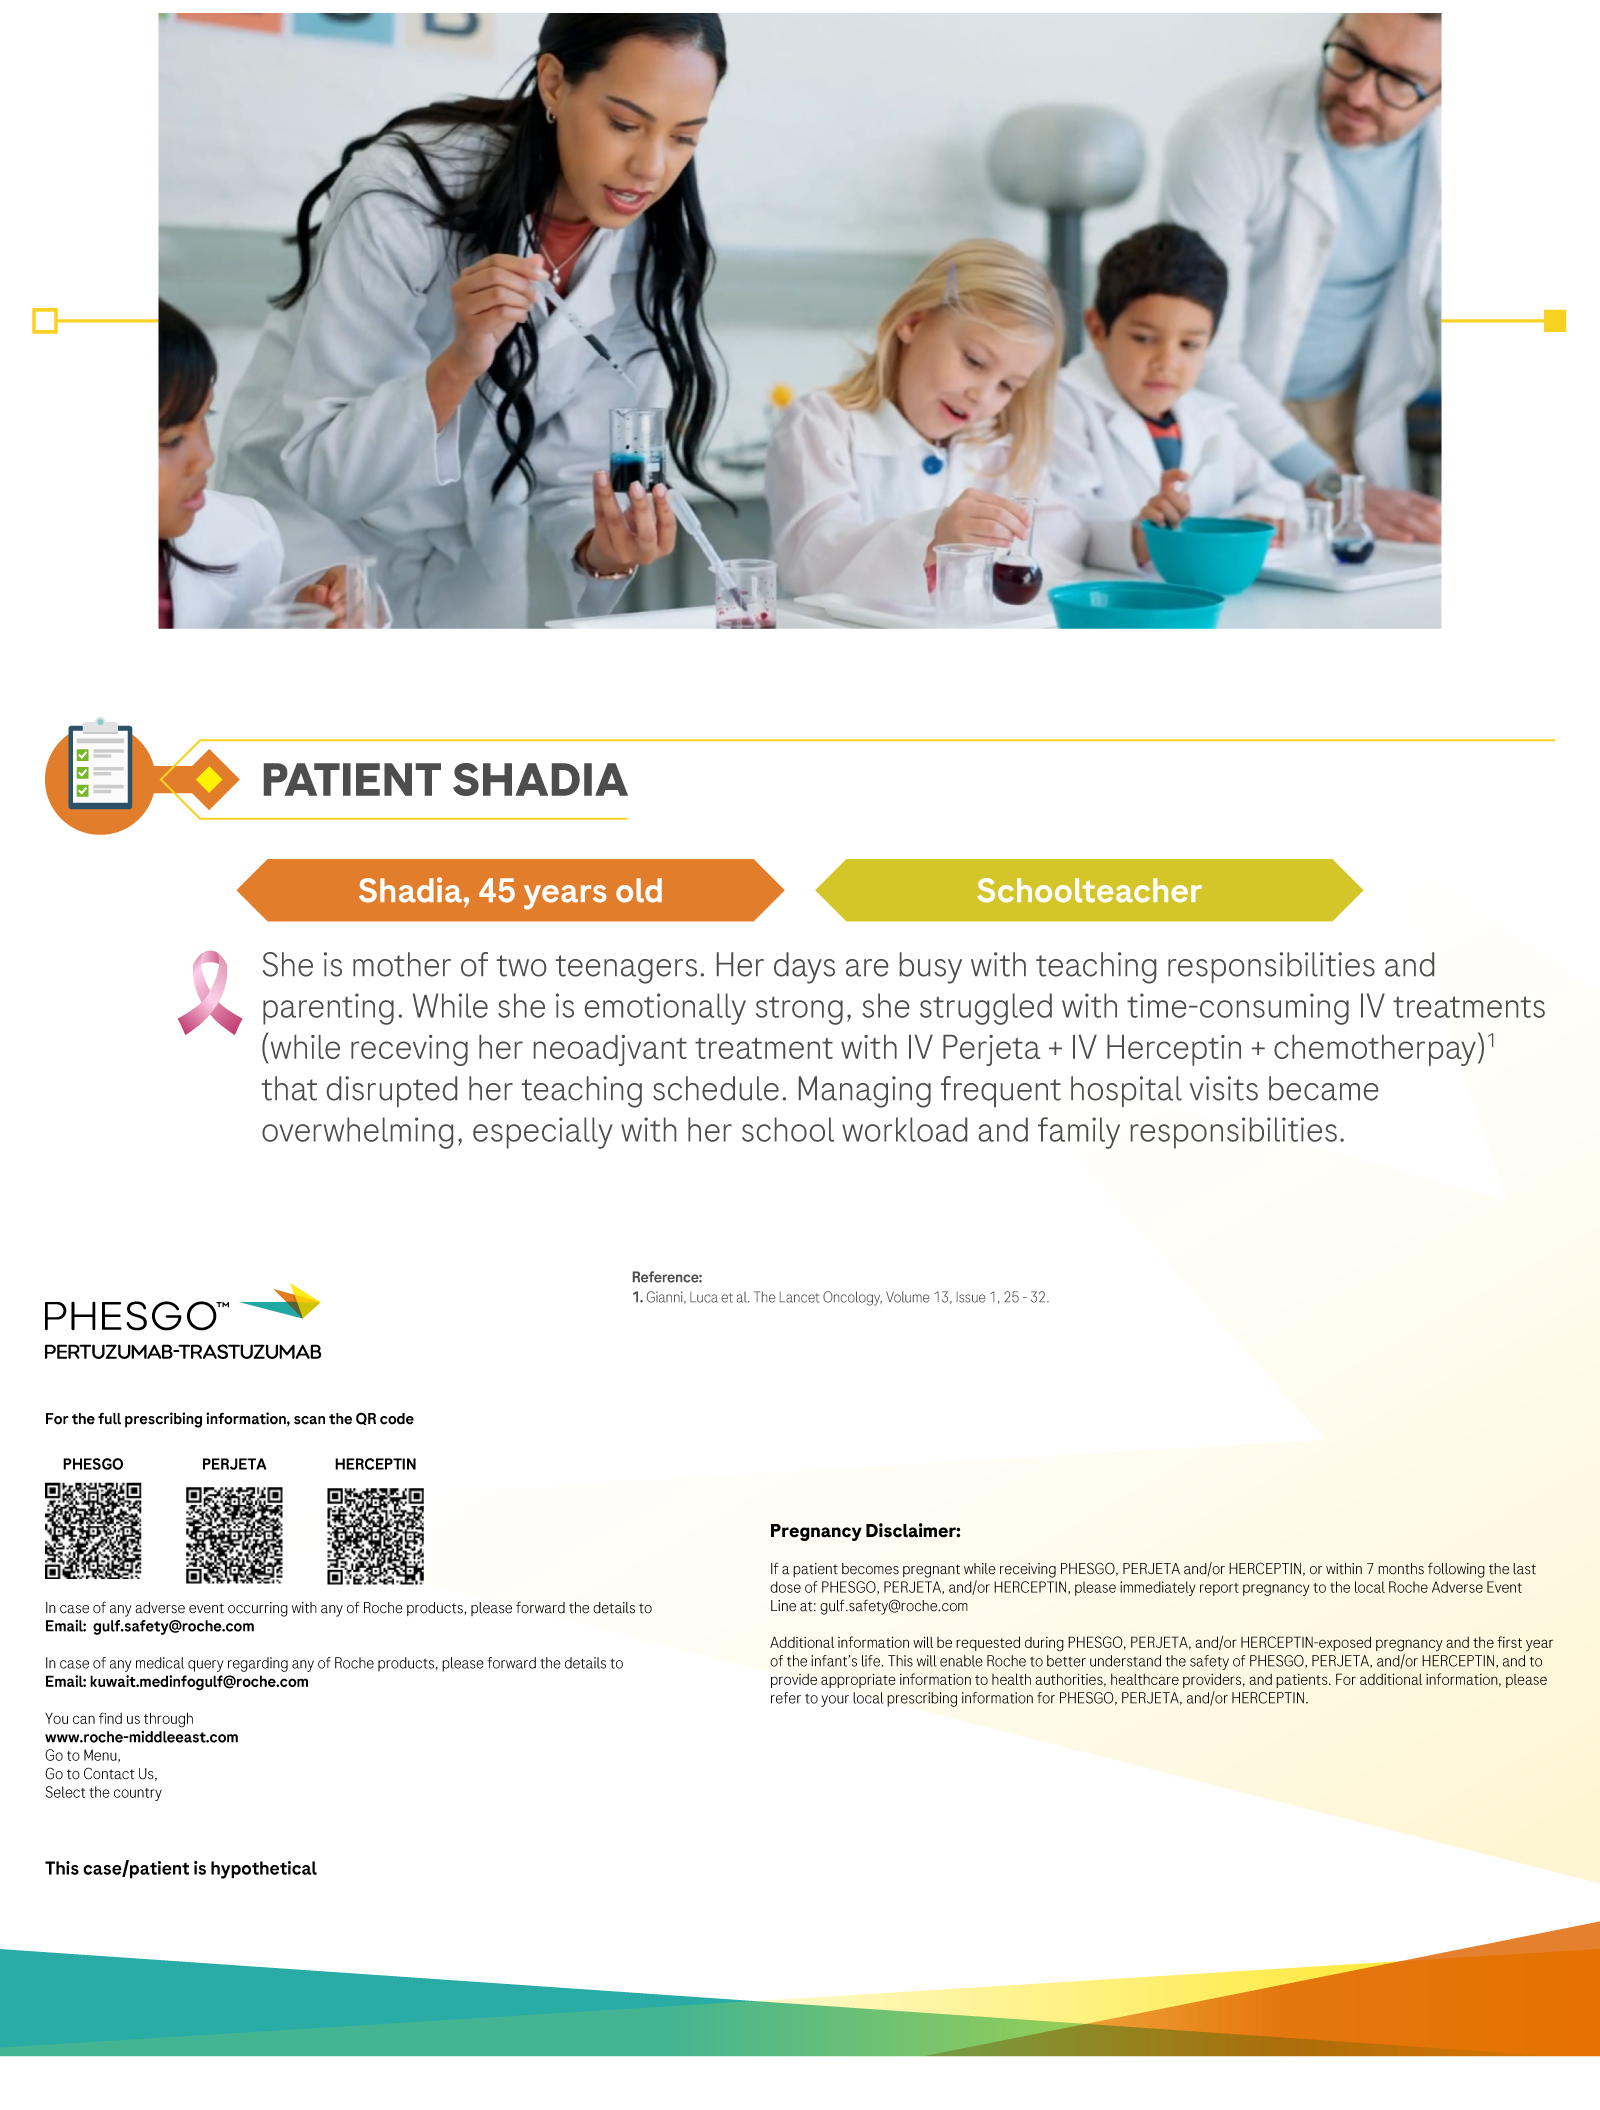 PATIENT SHADIA
Shadia, 45 years old
Schoolteacher
She is mother of two teenagers. Her days are busy with teaching responsibilities and
parenting. While she is emotionally strong, she struggled with time-consuming IV treatments
(while receving her neoadjvant treatment with IV Perjeta + IV Herceptin + chemotherpay)¹
that disrupted her teaching schedule. Managing frequent hospital visits became
overwhelming, especially with her school workload and family responsibilities.
Reference:
1. Gianni, Luca et al. The Lancet Oncology, Volume 13, Issue 1, 25 - 32.
PHESGO™
PERTUZUMAB-TRASTUZUMAB
For the full prescribing information, scan the QR code
PHESGO PERJETA HERCEPTIN
In case of any adverse event occurring with any of Roche products, please forward the details to
Email: gulf.safety@roche.com
In case of any medical query regarding any of Roche products, please forward the details to
Email: kuwait.medinfogulf@roche.com
You can find us through
www.roche-middleeast.com
Go to Menu,
Go to Contact Us,
Select the country
Pregnancy Disclaimer:
If a patient becomes pregnant while receiving PHESGO, PERJETA and/or HERCEPTIN, or within 7 months following the last
dose of PHESGO, PERJETA, and/or HERCEPTIN, please immediately report pregnancy to the local Roche Adverse Event
Line at: gulf.safety@roche.com
Additional information will be requested during PHESGO, PERJETA, and/or HERCEPTIN-exposed pregnancy and the first year
of the infant's life. This will enable Roche to better understand the safety of PHESGO, PERJETA, and/or HERCEPTIN, and to
provide appropriate information to health authorities, healthcare providers, and patients. For additional information, please
refer to your local prescribing information for PHESGO, PERJETA, and/or HERCEPTIN.
This case/patient is hypothetical